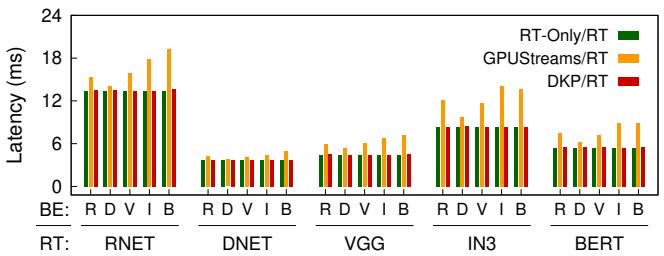 24
18
12
6
0
Latency (ms)
RT-Only/RT
GPUStreams/RT
DKP/RT
BE: R D V I B R D V I B R D V I B R D V I B R D V I B
RT: RNET DNET VGG IN3 BERT